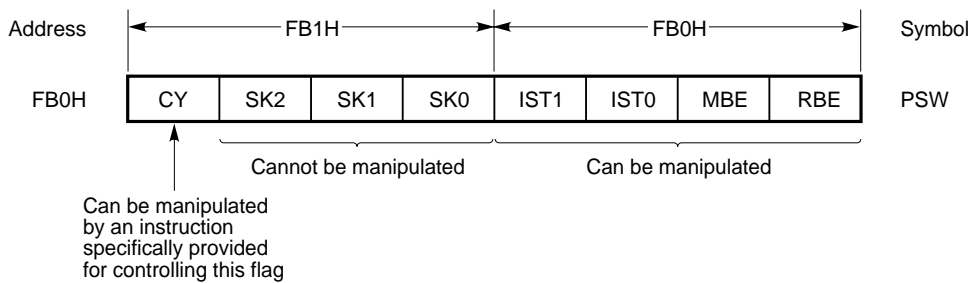 Address FB1H FB0H Symbol
FB0H CY SK2 SK1 SK0 IST1 IST0 MBE RBE PSW
Cannot be manipulated Can be manipulated
Can be manipulated
by an instruction
specifically provided
for controlling this flag